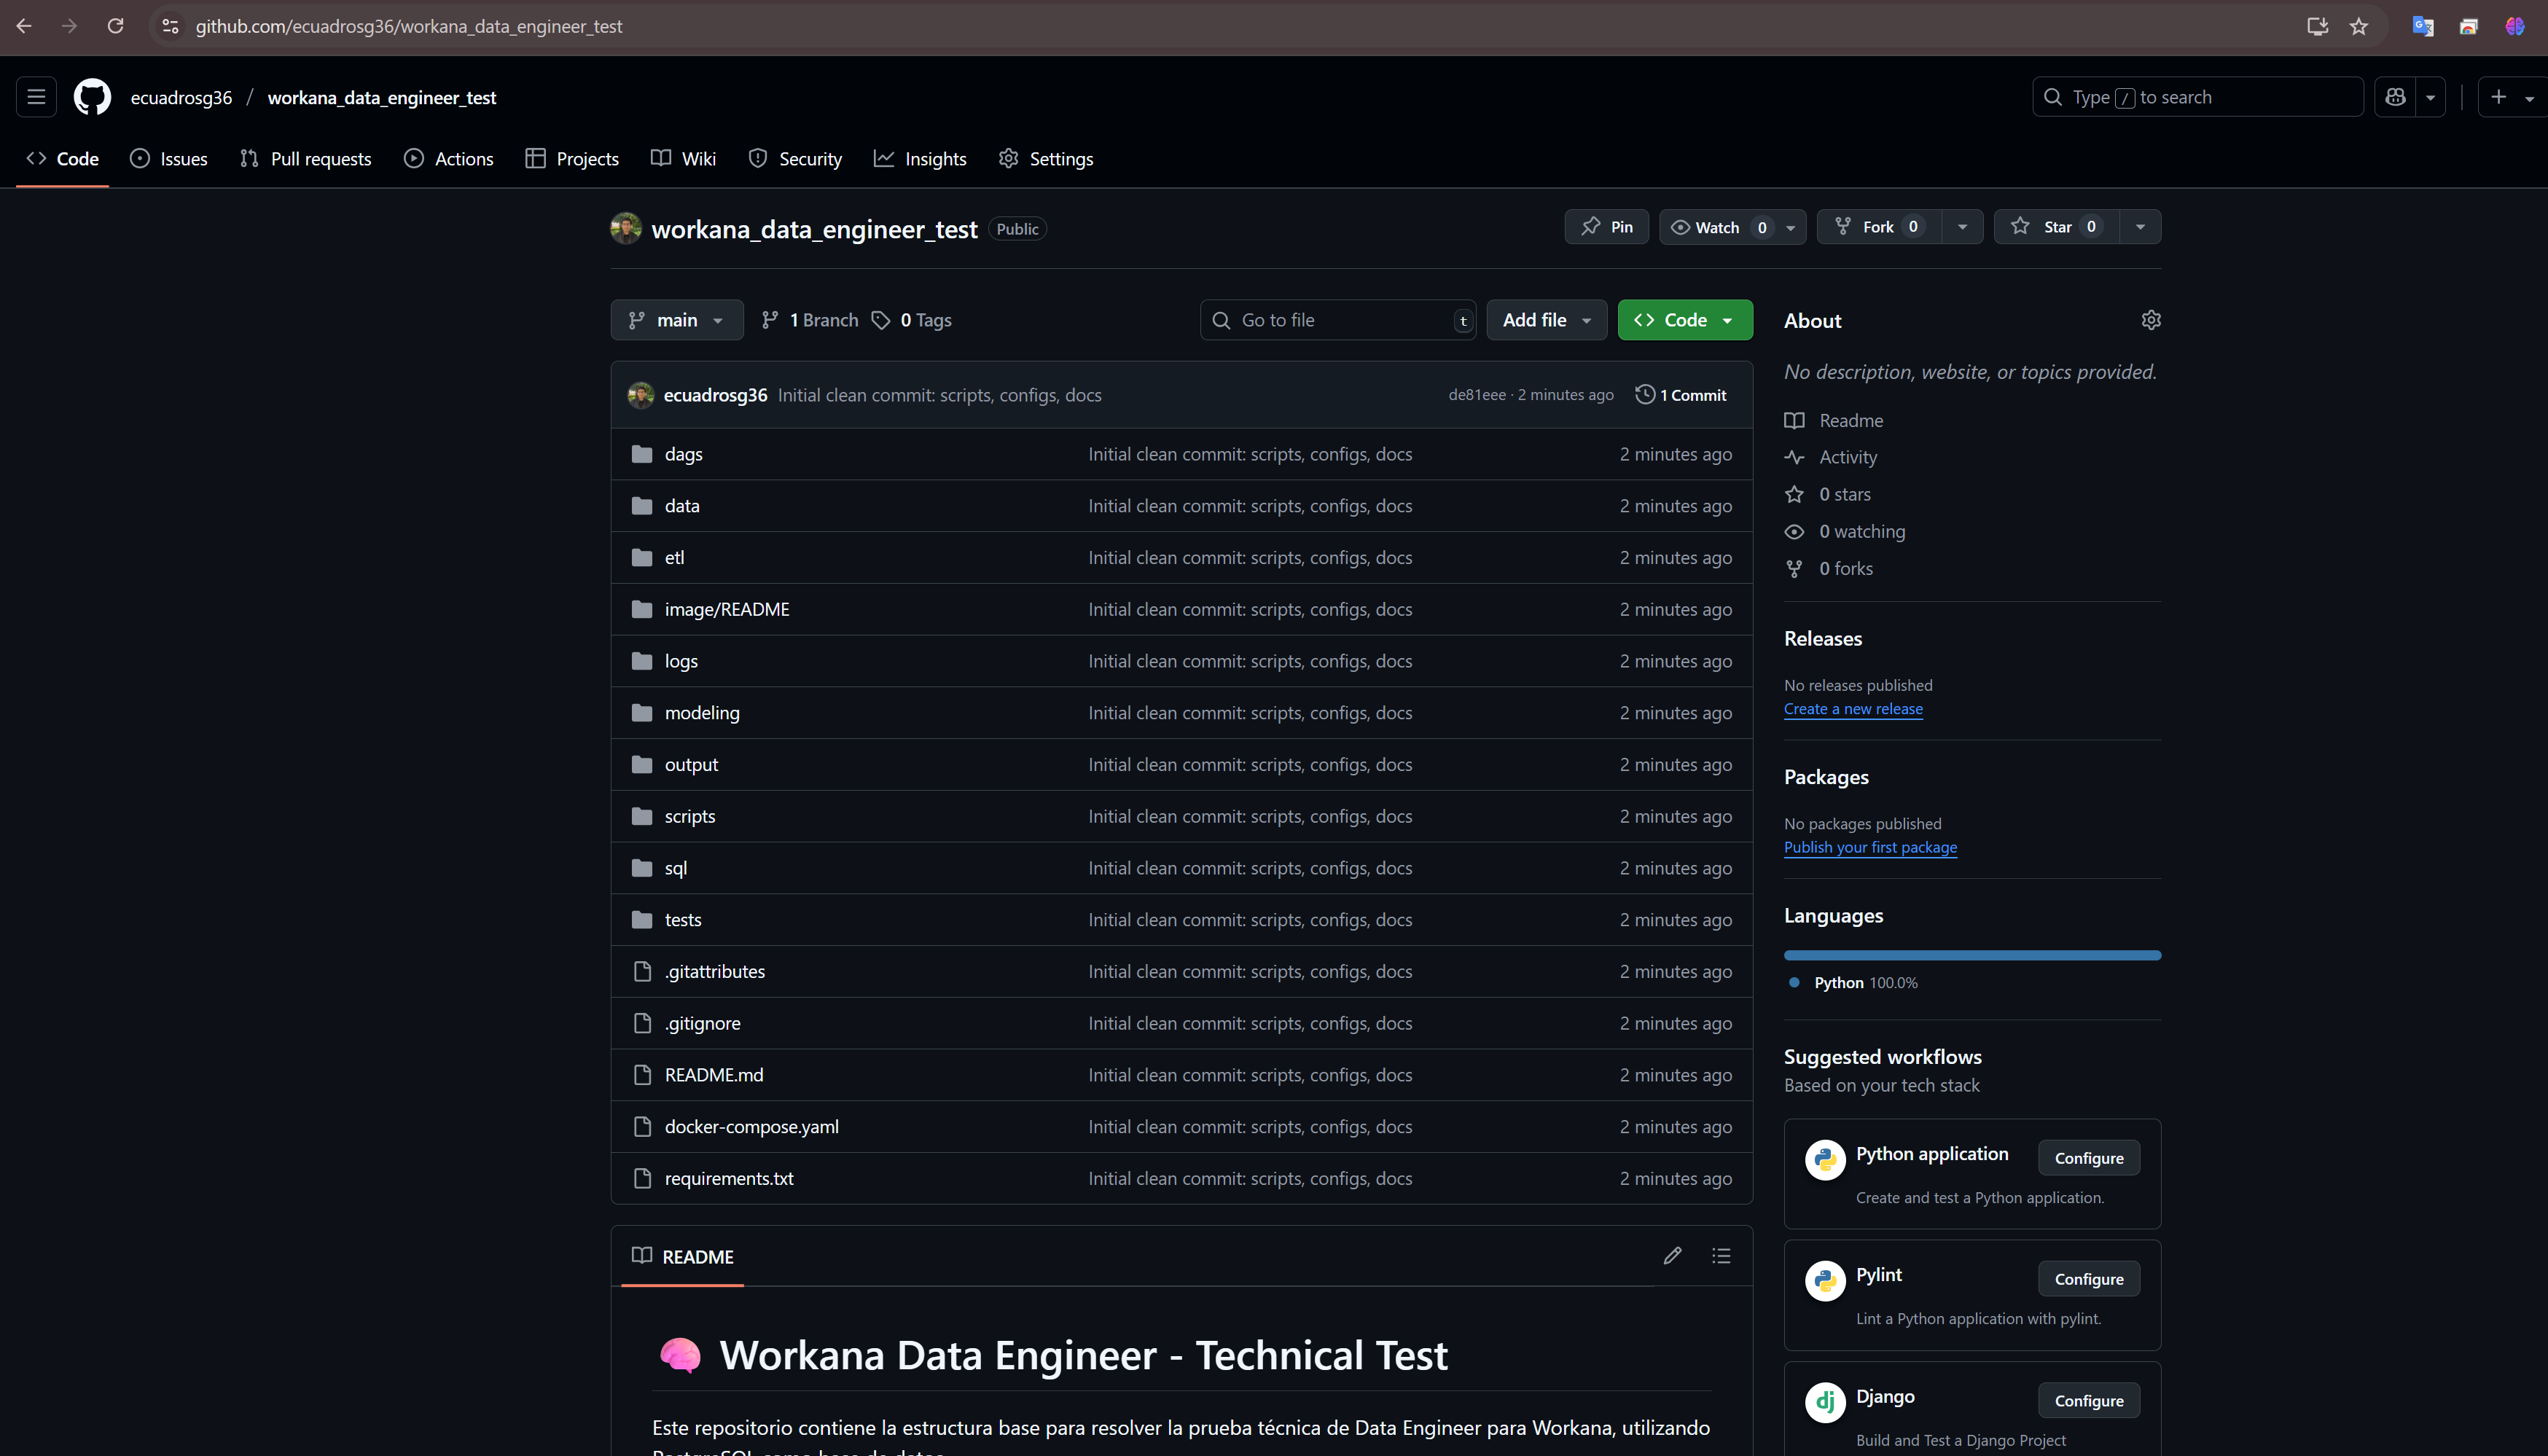 github.com/ecuadrosg36/workana_data_engineer_test
ecuadrosg36 / workana_data_engineer_test
Type / to search
Code Issues Pull requests Actions Projects Wiki Security Insights Settings
workana_data_engineer_test Public
Pin Watch 0 Fork 0 Star 0
main 1 Branch 0 Tags
Go to file t Add file Code
ecuadrosg36 Initial clean commit: scripts, configs, docs de81eee · 2 minutes ago 1 Commit
dags Initial clean commit: scripts, configs, docs 2 minutes ago
data Initial clean commit: scripts, configs, docs 2 minutes ago
etl Initial clean commit: scripts, configs, docs 2 minutes ago
image/README Initial clean commit: scripts, configs, docs 2 minutes ago
logs Initial clean commit: scripts, configs, docs 2 minutes ago
modeling Initial clean commit: scripts, configs, docs 2 minutes ago
output Initial clean commit: scripts, configs, docs 2 minutes ago
scripts Initial clean commit: scripts, configs, docs 2 minutes ago
sql Initial clean commit: scripts, configs, docs 2 minutes ago
tests Initial clean commit: scripts, configs, docs 2 minutes ago
.gitattributes Initial clean commit: scripts, configs, docs 2 minutes ago
.gitignore Initial clean commit: scripts, configs, docs 2 minutes ago
README.md Initial clean commit: scripts, configs, docs 2 minutes ago
docker-compose.yaml Initial clean commit: scripts, configs, docs 2 minutes ago
requirements.txt Initial clean commit: scripts, configs, docs 2 minutes ago
README
Workana Data Engineer - Technical Test
Este repositorio contiene la estructura base para resolver la prueba técnica de Data Engineer para Workana, utilizando
About
No description, website, or topics provided.
Readme
Activity
0 stars
0 watching
0 forks
Releases
No releases published
Create a new release
Packages
No packages published
Publish your first package
Languages
Python 100.0%
Suggested workflows
Based on your tech stack
Python application Configure
Create and test a Python application.
Pylint Configure
Lint a Python application with pylint.
dj Django Configure
Build and Test a Django Project